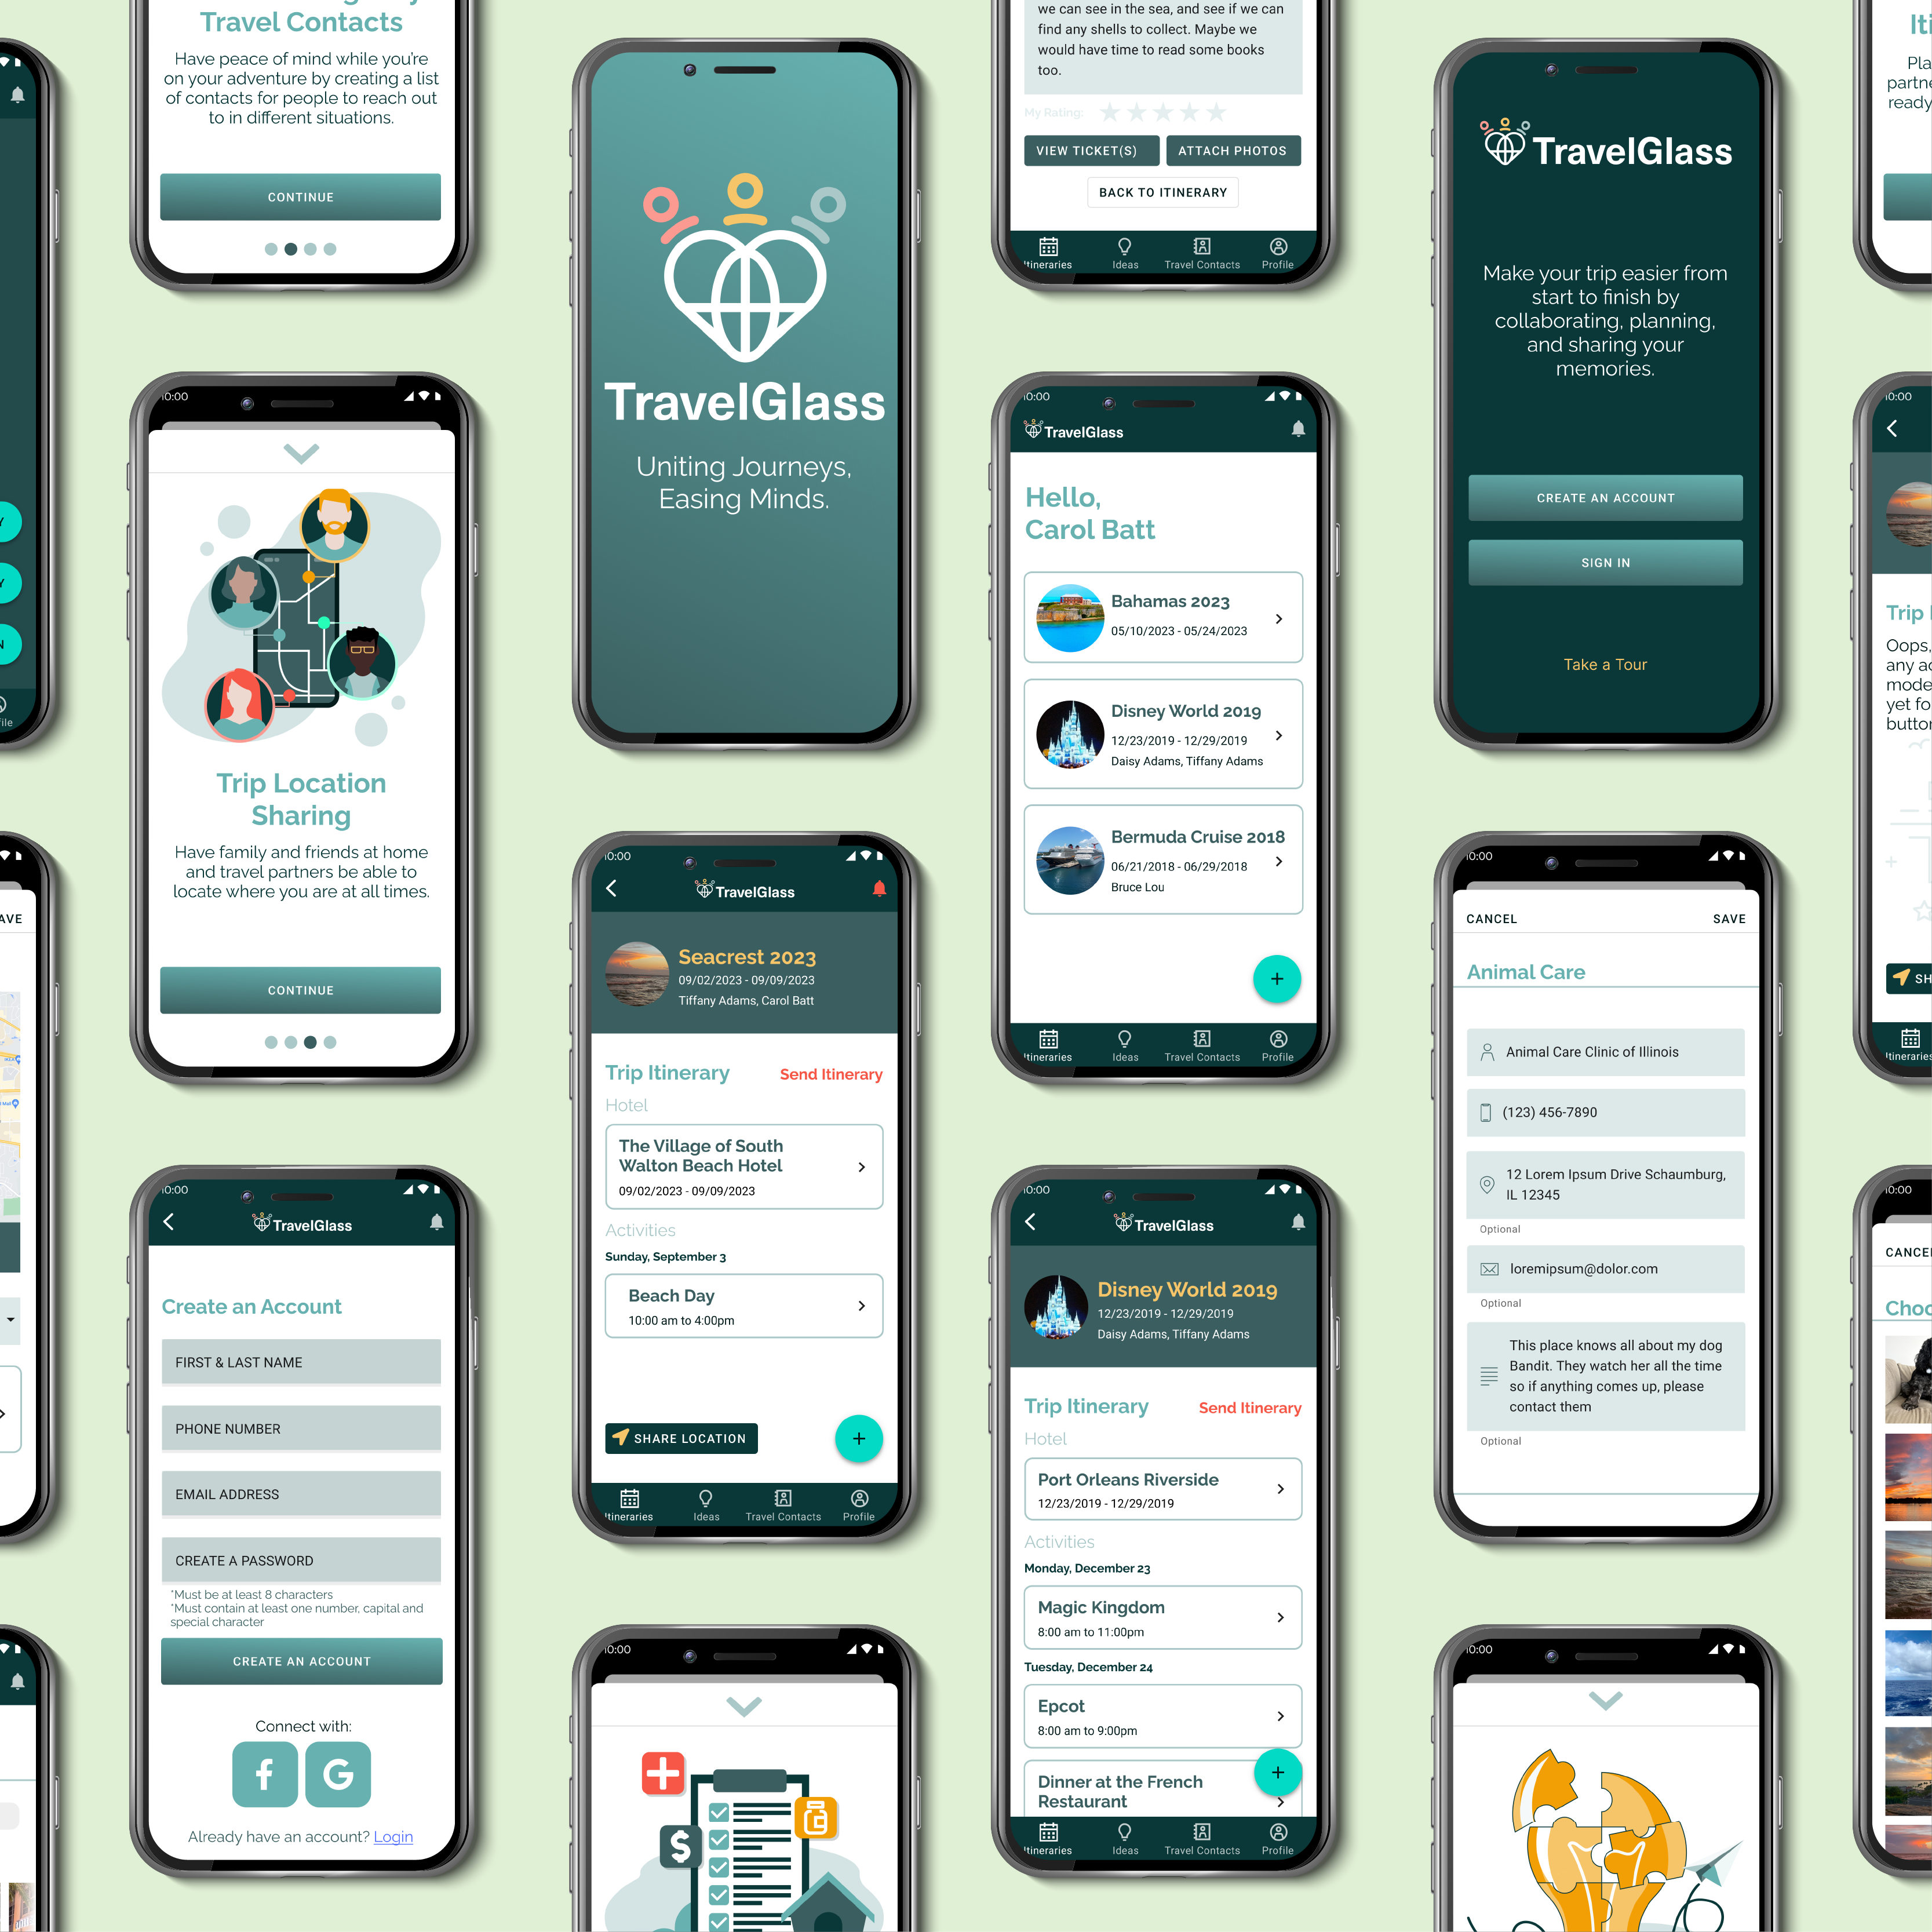 Y
Y
N
file
AVE
Travel Contacts
Have peace of mind while you're
on your adventure by creating a list
of contacts for people to reach out
to in different situations.
CONTINUE
10:00
Trip Location
Sharing
Have family and friends at home
and travel partners be able to
locate where you are at all times.
CONTINUE
10:00
TravelGlass
Create an Account
FIRST & LAST NAME
PHONE NUMBER
EMAIL ADDRESS
CREATE A PASSWORD
*Must be at least 8 characters
*Must contain at least one number, capital and
special character
CREATE AN ACCOUNT
Connect with:
f G
Already have an account? Login
TravelGlass
Uniting Journeys,
Easing Minds.
10:00
TravelGlass
Seacrest 2023
09/02/2023 - 09/09/2023
Tiffany Adams, Carol Batt
Trip Itinerary Send Itinerary
Hotel
The Village of South
Walton Beach Hotel
09/02/2023 - 09/09/2023
Activities
Sunday, September 3
Beach Day
10:00 am to 4:00pm
SHARE LOCATION
+
Itineraries Ideas Travel Contacts Profile
10:00
$
we can see in the sea, and see if we can
find any shells to collect. Maybe we
would have time to read some books
too.
My Rating:
VIEW TICKET(S) ATTACH PHOTOS
BACK TO ITINERARY
Itineraries Ideas Travel Contacts Profile
10:00
TravelGlass
Hello,
Carol Batt
Bahamas 2023
05/10/2023 - 05/24/2023
Disney World 2019
12/23/2019 - 12/29/2019
Daisy Adams, Tiffany Adams
Bermuda Cruise 2018
06/21/2018 - 06/29/2018
Bruce Lou
+
Itineraries Ideas Travel Contacts Profile
10:00
TravelGlass
Disney World 2019
12/23/2019 - 12/29/2019
Daisy Adams, Tiffany Adams
Trip Itinerary Send Itinerary
Hotel
Port Orleans Riverside
12/23/2019 - 12/29/2019
Activities
Monday, December 23
Magic Kingdom
8:00 am to 11:00pm
Tuesday, December 24
Epcot
8:00 am to 9:00pm
Dinner at the French
Restaurant
+
Itineraries Ideas Travel Contacts Profile
TravelGlass
Make your trip easier from
start to finish by
collaborating, planning,
and sharing your
memories.
CREATE AN ACCOUNT
SIGN IN
Take a Tour
10:00
CANCEL SAVE
Animal Care
Animal Care Clinic of Illinois
(123) 456-7890
12 Lorem Ipsum Drive Schaumburg,
IL 12345
Optional
loremipsum@dolor.com
Optional
This place knows all about my dog
Bandit. They watch her all the time
so if anything comes up, please
contact them
Optional
10:00
Iti
Pla
partne
ready
10:00
Trip
Oops,
any a
mode
yet fo
button
SH
Itineraries
10:00
CANCE
Choo